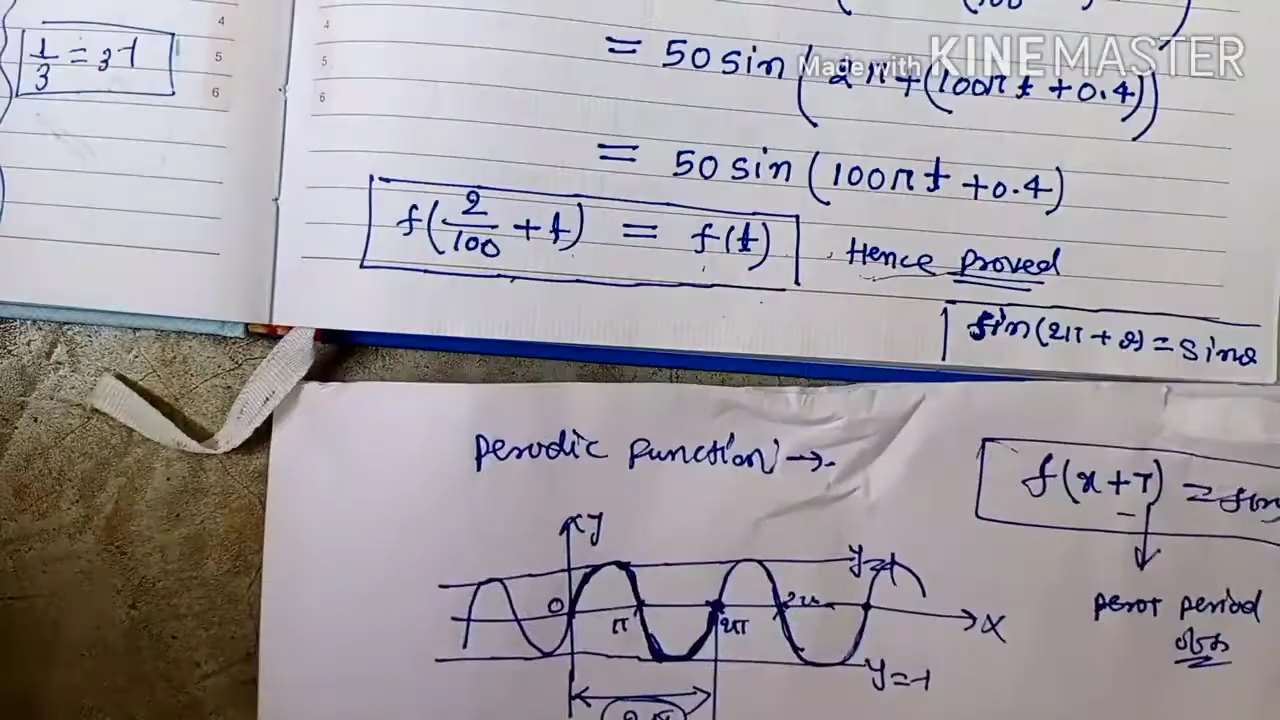 = 50 sin (2π + (100πt + 0.4))
Made with KINEMASTER
= 50 sin (100πt + 0.4)
f(2/100 + t) = f(t)
Hence Proved
sin(2π + θ) = sinθ
1/3 = 3-1
4
5
6
4
5
6
Periodic function →
f(x+T) =
period
y
y=1
0
π
2π
x
y=-1